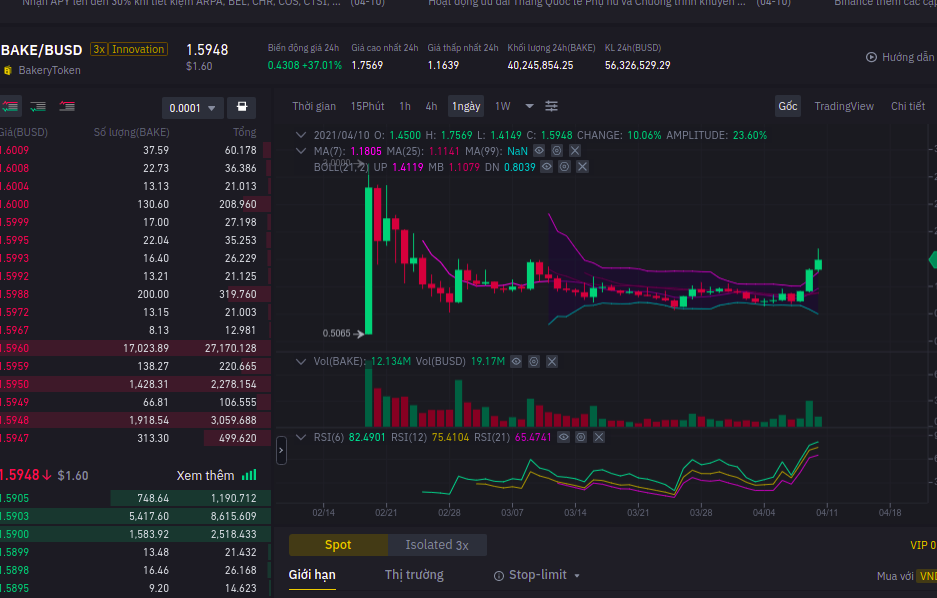 Nhận APY lên đến 30% khi tiết kiệm ARPA, BEL, CHR, COS, CTSI, ... (04-10) Hoạt động ưu đãi Tháng Quốc tế Phụ nữ và Chương trình khuyến ... (04-10) Binance thêm các cặp
BAKE/BUSD 3x Innovation 1.5948
BakeryToken $1.60
Biến động giá 24h Giá cao nhất 24h Giá thấp nhất 24h Khối lượng 24h(BAKE) KL 24h(BUSD)
0.4308 +37.01% 1.7569 1.1639 40,245,854.25 56,326,529.29
Hướng dẫn
0.0001
Giá(BUSD) Số lượng(BAKE) Tổng
1.6009 37.59 60.178
1.6008 22.73 36.386
1.6004 13.13 21.013
1.6000 130.60 208.960
1.5999 17.00 27.198
1.5995 22.04 35.253
1.5993 16.40 26.229
1.5992 13.21 21.125
1.5988 200.00 319.760
1.5972 13.15 21.003
1.5967 8.13 12.981
1.5960 17,023.89 27,170.128
1.5959 138.27 220.665
1.5950 1,428.31 2,278.154
1.5949 66.81 106.555
1.5948 1,918.54 3,059.688
1.5947 313.30 499.620
1.5948↓ $1.60 Xem thêm
1.5905 748.64 1,190.712
1.5903 5,417.60 8,615.609
1.5900 1,583.92 2,518.433
1.5899 13.48 21.432
1.5898 16.46 26.168
1.5895 9.20 14.623
Thời gian 15Phút 1h 4h 1ngày 1W Gốc TradingView Chi tiết
2021/04/10 O: 1.4500 H: 1.7569 L: 1.4149 C: 1.5948 CHANGE: 10.06% AMPLITUDE: 23.60%
MA(7): 1.1805 MA(25): 1.1141 MA(99): NaN
3.0000
BOLL(21, 2) UP 1.4119 MB 1.1079 DN 0.8039
0.5065
Vol(BAKE): 12.134M Vol(BUSD) 19.17M
RSI(6) 82.4901 RSI(12) 75.4104 RSI(21) 65.4741
02/14 02/21 02/28 03/07 03/14 03/21 03/28 04/04 04/11 04/18
Spot Isolated 3x
VIP 0
Giới hạn Thị trường Stop-limit
Mua với VND